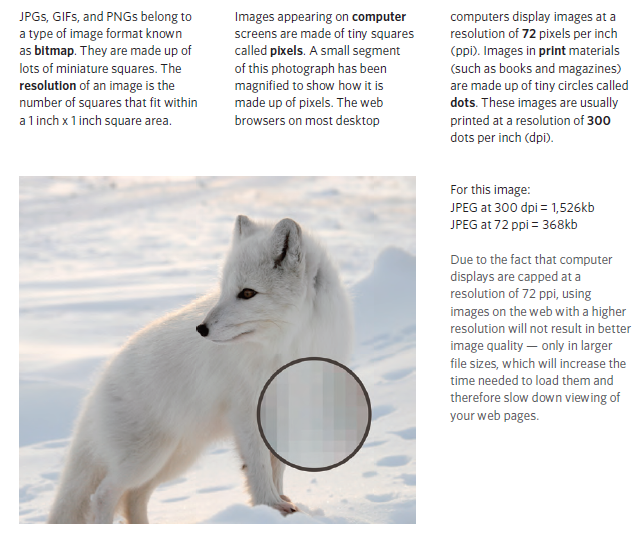 JPGs, GIFs, and PNGs belong to
a type of image format known
as bitmap. They are made up of
lots of miniature squares. The
resolution of an image is the
number of squares that fit within
a 1 inch x 1 inch square area.
Images appearing on computer
screens are made of tiny squares
called pixels. A small segment
of this photograph has been
magnified to show how it is
made up of pixels. The web
browsers on most desktop
computers display images at a
resolution of 72 pixels per inch
(ppi). Images in print materials
(such as books and magazines)
are made up of tiny circles called
dots. These images are usually
printed at a resolution of 300
dots per inch (dpi).
For this image:
JPEG at 300 dpi = 1,526kb
JPEG at 72 ppi = 368kb
Due to the fact that computer
displays are capped at a
resolution of 72 ppi, using
images on the web with a higher
resolution will not result in better
image quality — only in larger
file sizes, which will increase the
time needed to load them and
therefore slow down viewing of
your web pages.